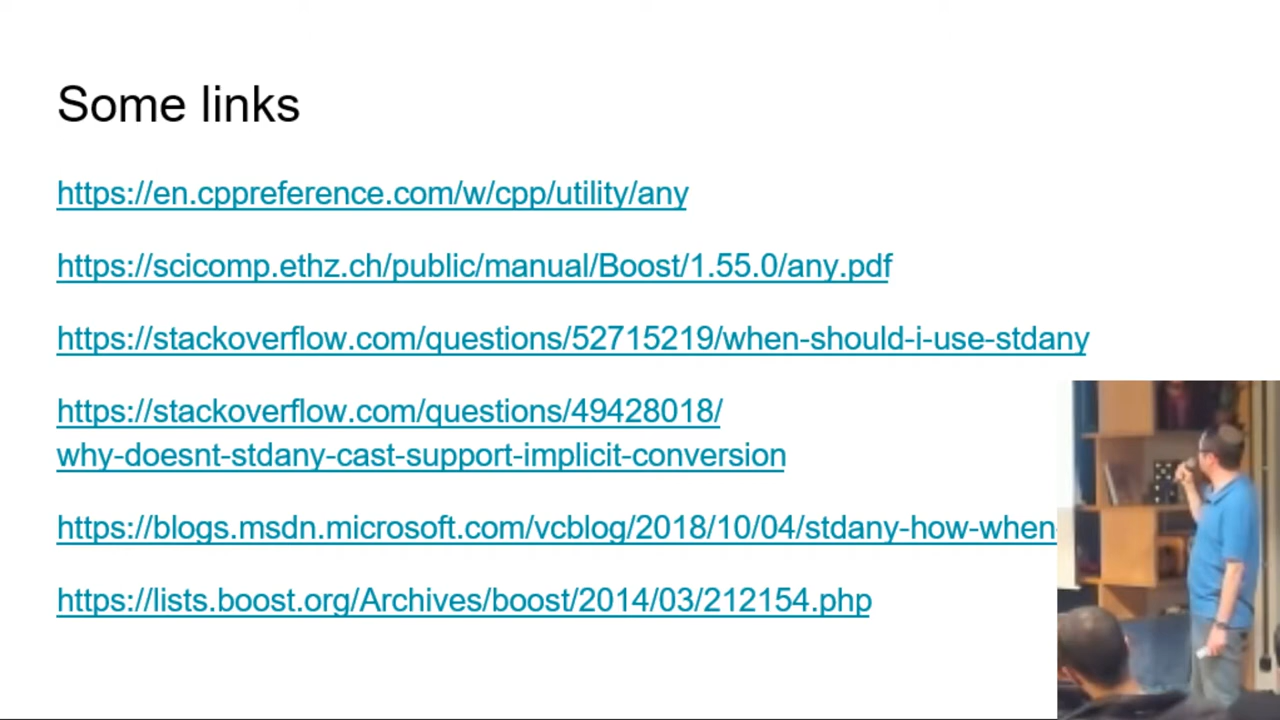 Some links
https://en.cppreference.com/w/cpp/utility/any
https://scicomp.ethz.ch/public/manual/Boost/1.55.0/any.pdf
https://stackoverflow.com/questions/52715219/when-should-i-use-stdany
https://stackoverflow.com/questions/49428018/
why-doesnt-stdany-cast-support-implicit-conversion
https://blogs.msdn.microsoft.com/vcblog/2018/10/04/stdany-how-when-
https://lists.boost.org/Archives/boost/2014/03/212154.php